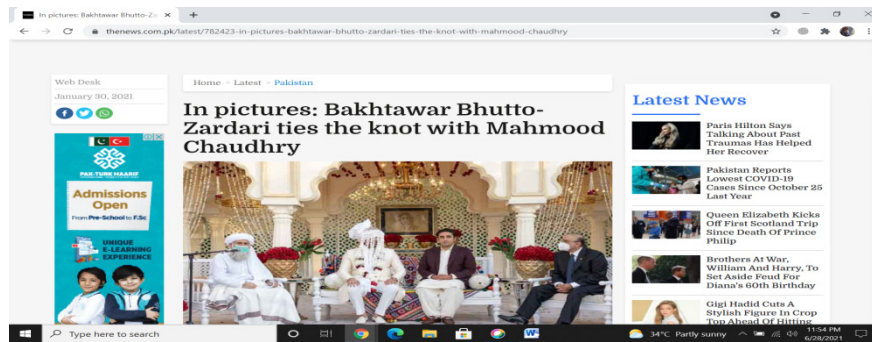 In pictures: Bakhtawar Bhutto-Za
thenews.com.pk/latest/782423-in-pictures-bakhtawar-bhutto-zardari-ties-the-knot-with-mahmood-chaudhry
Web Desk
January 30, 2021
PAK-TURK MAARIF
Admissions
Open
From Pre-School to F.Sc
UNIQUE
E-LEARNING
EXPERIENCE
Home > Latest > Pakistan
In pictures: Bakhtawar Bhutto-
Zardari ties the knot with Mahmood
Chaudhry
Latest News
Paris Hilton Says
Talking About Past
Traumas Has Helped
Her Recover
Pakistan Reports
Lowest COVID-19
Cases Since October 25
Last Year
Queen Elizabeth Kicks
Off First Scotland Trip
Since Death Of Prince
Philip
Brothers At War,
William And Harry, To
Set Aside Feud For
Diana's 60th Birthday
Gigi Hadid Cuts A
Stylish Figure In Crop
Top Ahead Of Hitting
Type here to search
34°C Partly sunny
11:54 PM
6/28/2021